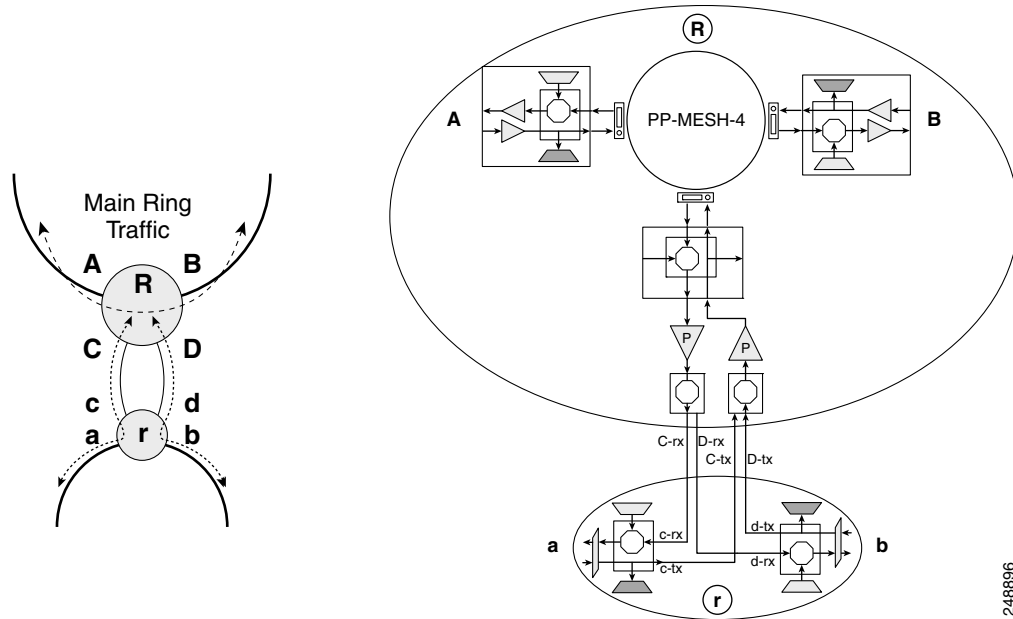 Main Ring
Traffic
A
B
R
C
D
c
d
a
r
b
R
A
PP-MESH-4
B
P
P
C-rx
D-rx
C-tx
D-tx
a
c-rx
c-tx
d-tx
d-rx
b
r
248896